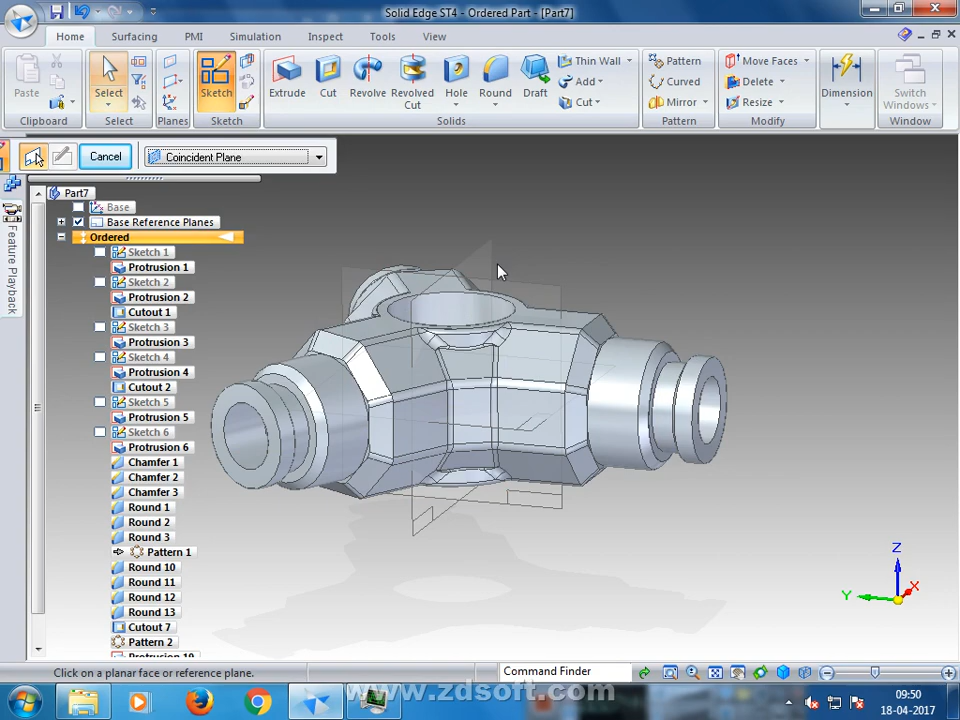 Solid Edge ST4 - Ordered Part - [Part7]
Home Surfacing PMI Simulation Inspect Tools View
Paste Select Sketch Extrude Cut Revolve Revolved Cut Hole Round Draft Thin Wall Add Cut Pattern Curved Mirror Move Faces Delete Resize Dimension Switch Windows
Clipboard Select Planes Sketch Solids Pattern Modify Window
Cancel Coincident Plane
Feature Playback
Part7
Base
Base Reference Planes
Ordered
Sketch 1
Protrusion 1
Sketch 2
Protrusion 2
Cutout 1
Sketch 3
Protrusion 3
Sketch 4
Protrusion 4
Cutout 2
Sketch 5
Protrusion 5
Sketch 6
Protrusion 6
Chamfer 1
Chamfer 2
Chamfer 3
Round 1
Round 2
Round 3
Pattern 1
Round 10
Round 11
Round 12
Round 13
Cutout 7
Pattern 2
Z
Y
X
Click on a planar face or reference plane.
Command Finder
www.zdsoft.com
09:50
18-04-2017